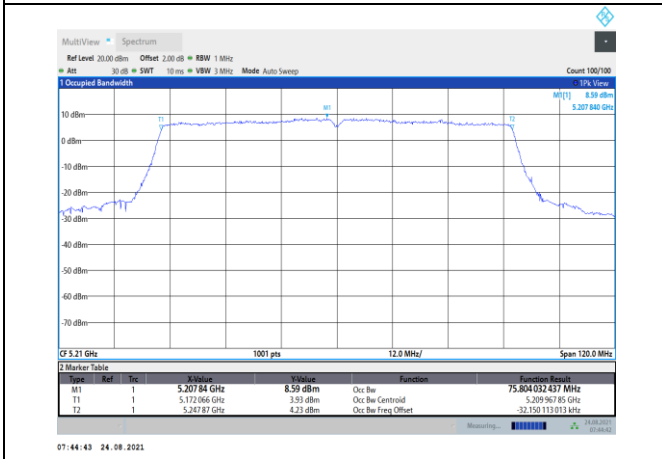 MultiView Spectrum
Ref Level 20.00 dBm Offset 2.00 dB RBW 1 MHz
Att 30 dB SWT 10 ms VBW 3 MHz Mode Auto Sweep Count 100/100
1 Occupied Bandwidth 1Pk View
M1[1] 8.59 dBm
5.207 840 GHz
M1
10 dBm
T1 T2
0 dBm
-10 dBm
-20 dBm
-30 dBm
-40 dBm
-50 dBm
-60 dBm
-70 dBm
CF 5.21 GHz 1001 pts 12.0 MHz/ Span 120.0 MHz
2 Marker Table
Type Ref Trc X-Value Y-Value Function Function Result
M1 1 5.207 84 GHz 8.59 dBm Occ Bw 75.804 032 437 MHz
T1 1 5.172 066 GHz 3.93 dBm Occ Bw Centroid 5.209 967 85 GHz
T2 1 5.247 87 GHz 4.23 dBm Occ Bw Freq Offset -32.150 113 013 kHz
Measuring... 24.08.2021
07:44:42
07:44:43 24.08.2021